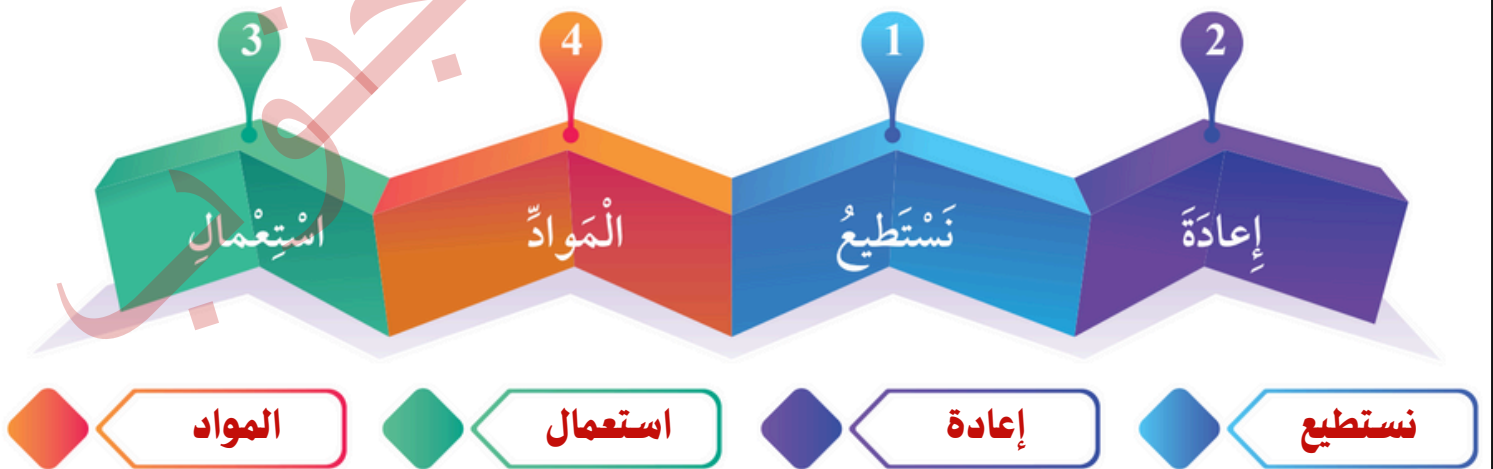 2 1 4 3
إِعادَةَ نَسْتَطيعُ الْمَوادِّ اسْتِعْمالِ
نستطيع إعادة استعمال المواد